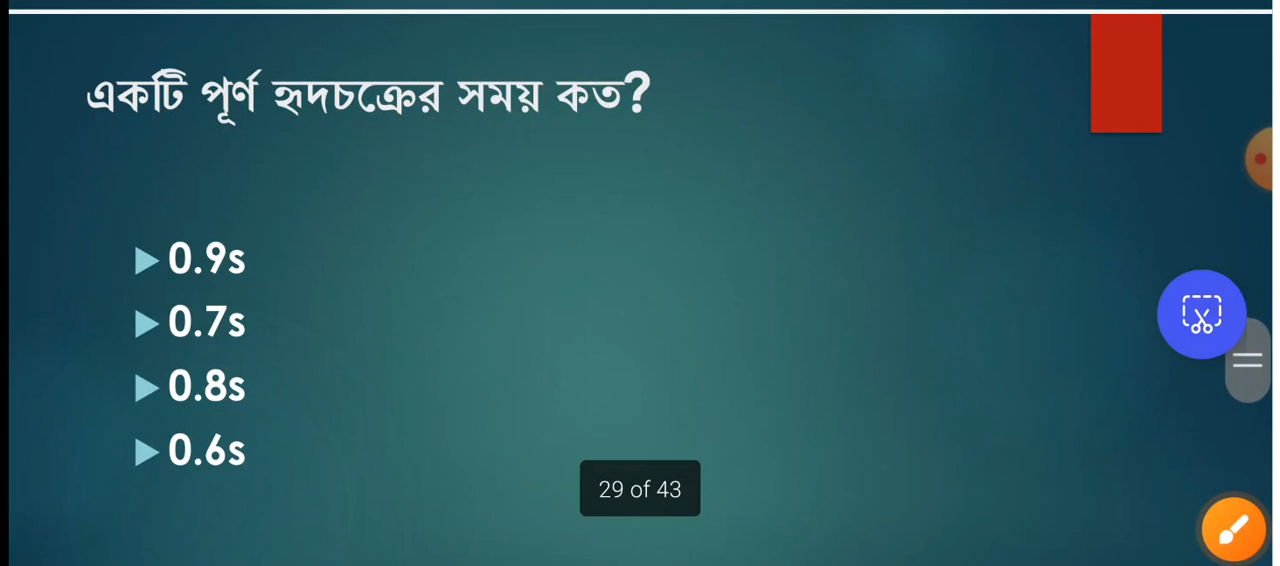 একটি পূর্ণ হৃদচক্রের সময় কত?
0.9s
0.7s
0.8s
0.6s
29 of 43